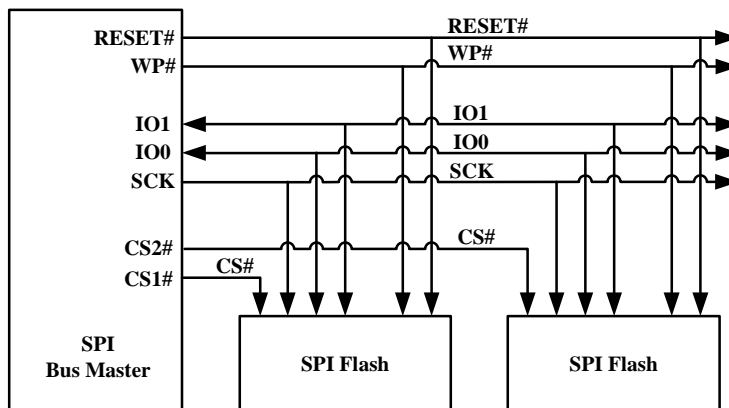 RESET#
RESET#
WP#
WP#
IO1
IO1
IO0
IO0
SCK
SCK
CS2#
CS#
CS1#
CS#
SPI
Bus Master
SPI Flash
SPI Flash